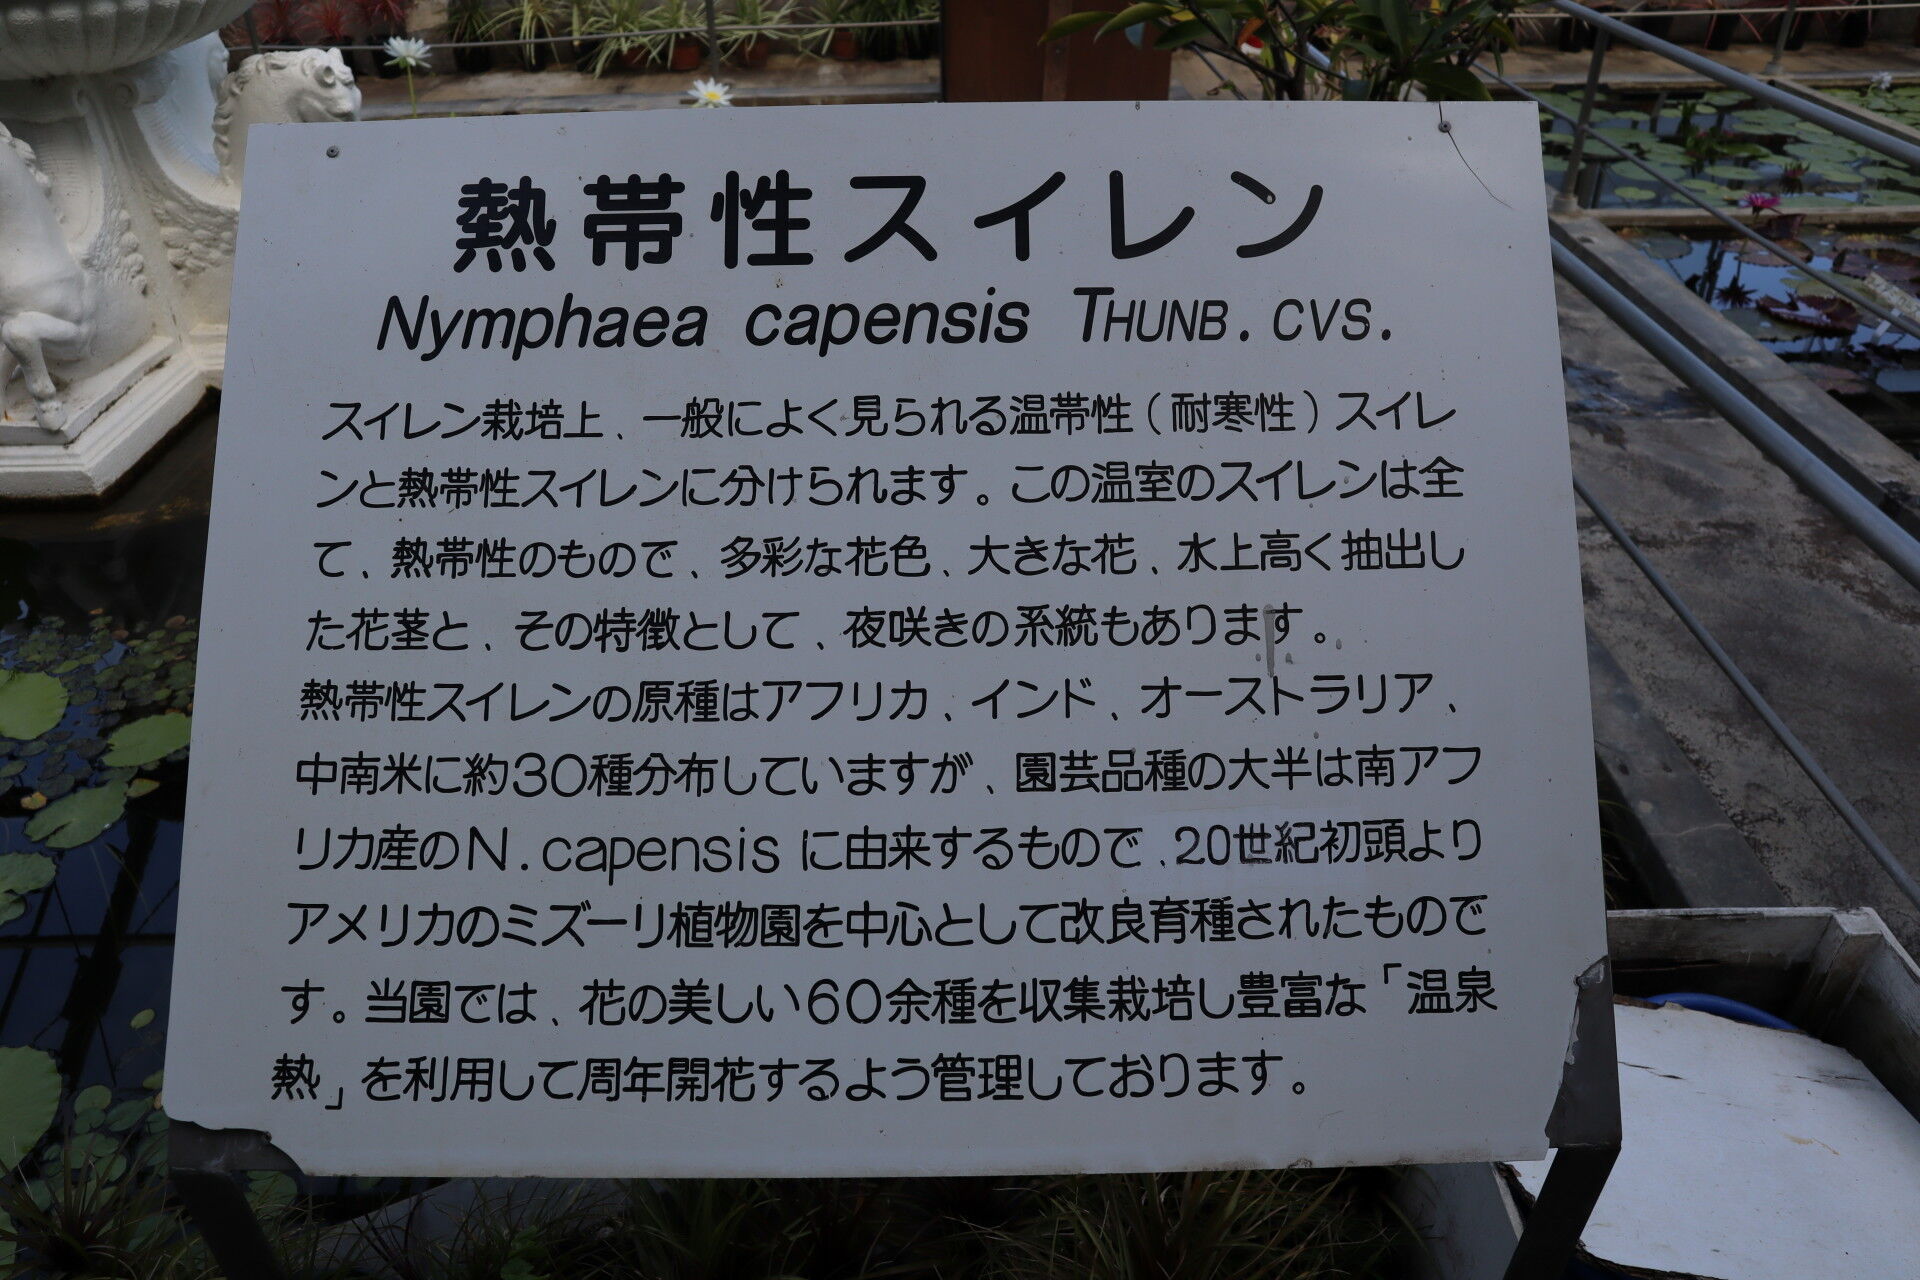 熱帯性スイレン
Nymphaea capensis THUNB. CVS.
スイレン栽培上、一般によく見られる温帯性(耐寒性)スイレ
ンと熱帯性スイレンに分けられます。この温室のスイレンは全
て、熱帯性のもので、多彩な花色、大きな花、水上高く抽出し
た花茎と、その特徴として、夜咲きの系統もあります。
熱帯性スイレンの原種はアフリカ、インド、オーストラリア、
中南米に約30種分布していますが、園芸品種の大半は南アフ
リカ産のN.capensisに由来するもので、20世紀初頭より
アメリカのミズーリ植物園を中心として改良育種されたもので
す。当園では、花の美しい60余種を収集栽培し豊富な「温泉
熱」を利用して周年開花するよう管理しております。